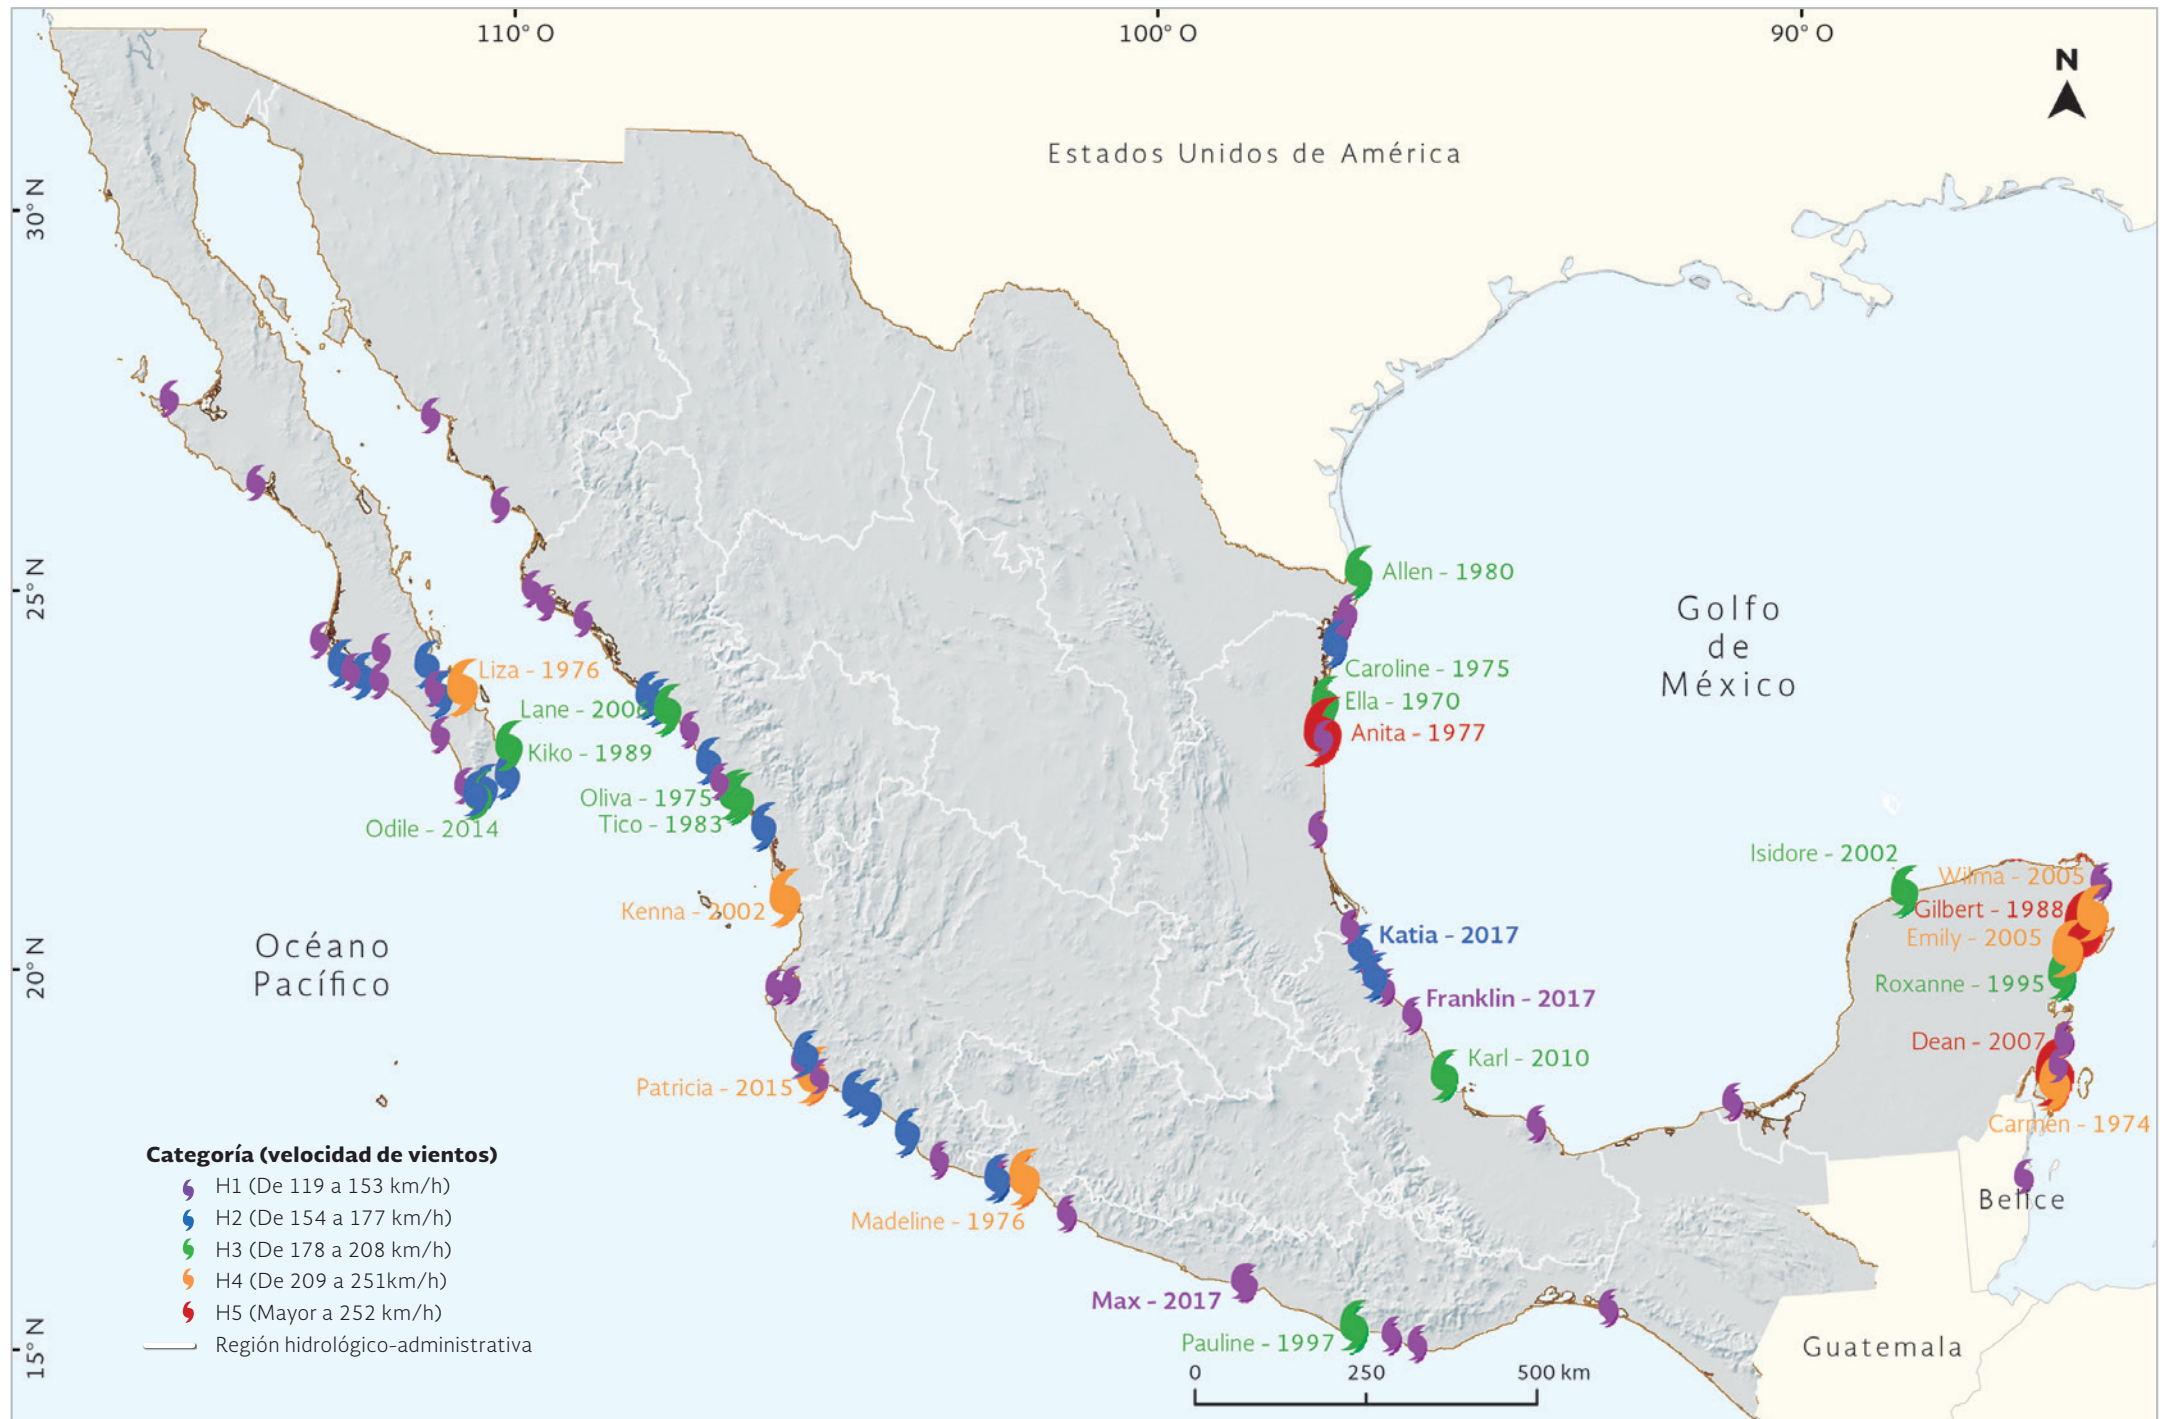 110° O
100° O
90° O
N
Estados Unidos de América
30° N
25° N
20° N
15° N
Allen - 1980
Golfo
de
México
Caroline - 1975
Ella - 1970
Anita - 1977
Liza - 1976
Lane - 2006
Kiko - 1989
Oliva - 1975
Tico - 1983
Odile - 2014
Isidore - 2002
Wilma - 2005
Kenna - 2002
Gilbert - 1988
Katia - 2017
Emily - 2005
Océano
Pacífico
Roxanne - 1995
Franklin - 2017
Dean - 2007
Karl - 2010
Patricia - 2015
Carmen - 1974
Categoría (velocidad de vientos)
H1 (De 119 a 153 km/h)
H2 (De 154 a 177 km/h)
H3 (De 178 a 208 km/h)
H4 (De 209 a 251km/h)
H5 (Mayor a 252 km/h)
Región hidrológico-administrativa
Belice
Madeline - 1976
Max - 2017
Pauline - 1997
Guatemala
0
250
500 km